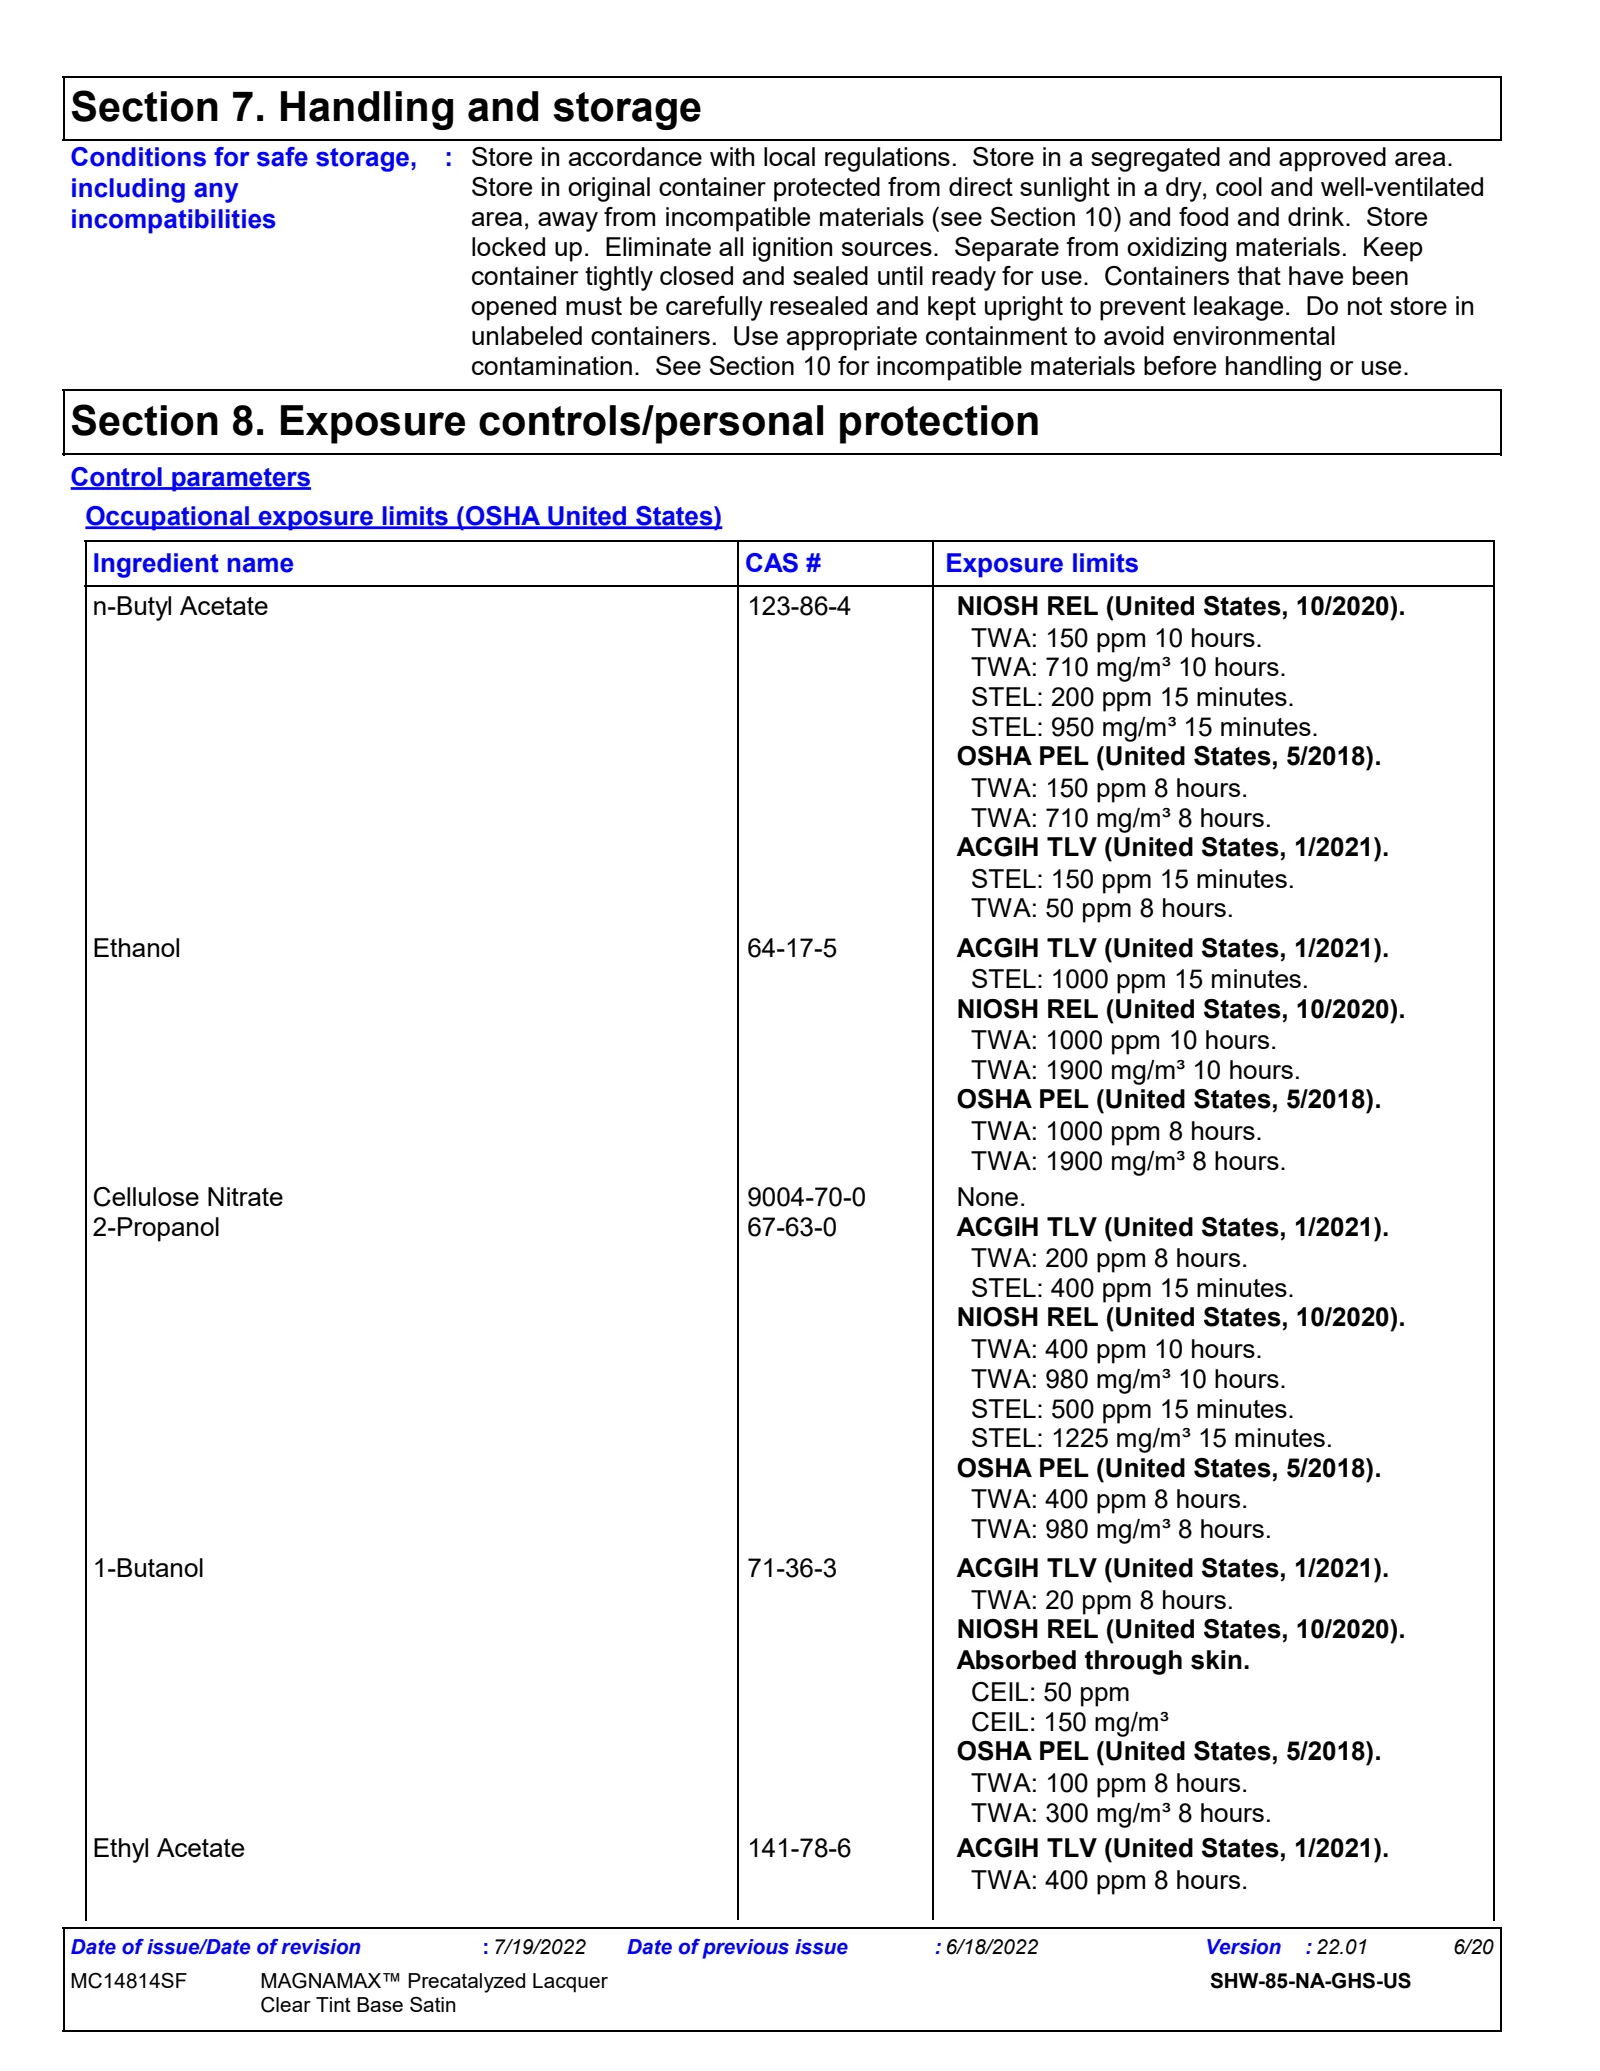 Section 7. Handling and storage
Conditions for safe storage, including any incompatibilities
: Store in accordance with local regulations.  Store in a segregated and approved area.
Store in original container protected from direct sunlight in a dry, cool and well-ventilated
area, away from incompatible materials (see Section 10) and food and drink.  Store
locked up.  Eliminate all ignition sources.  Separate from oxidizing materials.  Keep
container tightly closed and sealed until ready for use.  Containers that have been
opened must be carefully resealed and kept upright to prevent leakage.  Do not store in
unlabeled containers.  Use appropriate containment to avoid environmental
contamination.  See Section 10 for incompatible materials before handling or use.
Section 8. Exposure controls/personal protection
Control parameters
Occupational exposure limits (OSHA United States)
Ingredient name CAS # Exposure limits
n-Butyl Acetate 123-86-4 NIOSH REL (United States, 10/2020).
TWA: 150 ppm 10 hours.
TWA: 710 mg/m³ 10 hours.
STEL: 200 ppm 15 minutes.
STEL: 950 mg/m³ 15 minutes.
OSHA PEL (United States, 5/2018).
TWA: 150 ppm 8 hours.
TWA: 710 mg/m³ 8 hours.
ACGIH TLV (United States, 1/2021).
STEL: 150 ppm 15 minutes.
TWA: 50 ppm 8 hours.
Ethanol 64-17-5 ACGIH TLV (United States, 1/2021).
STEL: 1000 ppm 15 minutes.
NIOSH REL (United States, 10/2020).
TWA: 1000 ppm 10 hours.
TWA: 1900 mg/m³ 10 hours.
OSHA PEL (United States, 5/2018).
TWA: 1000 ppm 8 hours.
TWA: 1900 mg/m³ 8 hours.
Cellulose Nitrate 9004-70-0 None.
2-Propanol 67-63-0 ACGIH TLV (United States, 1/2021).
TWA: 200 ppm 8 hours.
STEL: 400 ppm 15 minutes.
NIOSH REL (United States, 10/2020).
TWA: 400 ppm 10 hours.
TWA: 980 mg/m³ 10 hours.
STEL: 500 ppm 15 minutes.
STEL: 1225 mg/m³ 15 minutes.
OSHA PEL (United States, 5/2018).
TWA: 400 ppm 8 hours.
TWA: 980 mg/m³ 8 hours.
1-Butanol 71-36-3 ACGIH TLV (United States, 1/2021).
TWA: 20 ppm 8 hours.
NIOSH REL (United States, 10/2020).
Absorbed through skin.
CEIL: 50 ppm
CEIL: 150 mg/m³
OSHA PEL (United States, 5/2018).
TWA: 100 ppm 8 hours.
TWA: 300 mg/m³ 8 hours.
Ethyl Acetate 141-78-6 ACGIH TLV (United States, 1/2021).
TWA: 400 ppm 8 hours.
Date of issue/Date of revision : 7/19/2022 Date of previous issue : 6/18/2022 Version : 22.01 6/20
MC14814SF MAGNAMAX™ Precatalyzed Lacquer SHW-85-NA-GHS-US
Clear Tint Base Satin